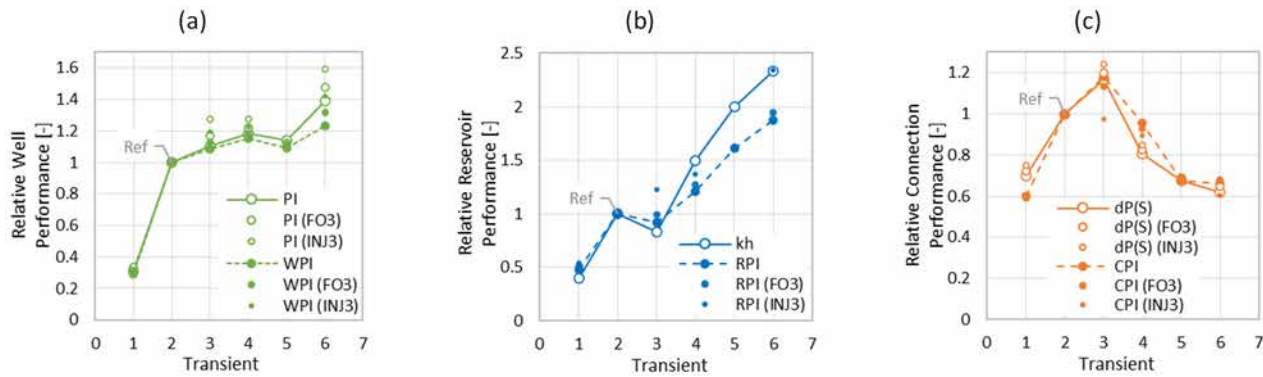 (a)
Relative Well
Performance [-]
1.6
1.4
1.2
1
0.8
0.6
0.4
0.2
0
Ref
PI
PI (FO3)
PI (INJ3)
WPI
WPI (FO3)
WPI (INJ3)
0 1 2 3 4 5 6 7
Transient
(b)
Relative Reservoir
Performance [-]
2.5
2
1.5
1
0.5
0
Ref
kh
RPI
RPI (FO3)
RPI (INJ3)
0 1 2 3 4 5 6 7
Transient
(c)
Relative Connection
Performance [-]
1.2
1
0.8
0.6
0.4
0.2
0
Ref
dP(S)
dP(S) (FO3)
dP(S) (INJ3)
CPI
CPI (FO3)
CPI (INJ3)
0 1 2 3 4 5 6 7
Transient